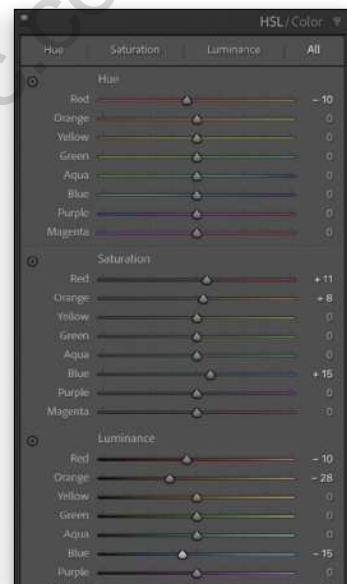 HSL / Color
Hue Saturation Luminance All
Hue
Red - 10
Orange 0
Yellow 0
Green 0
Aqua 0
Blue 0
Purple 0
Magenta 0
Saturation
Red + 11
Orange + 8
Yellow 0
Green 0
Aqua 0
Blue + 15
Purple 0
Magenta 0
Luminance
Red - 10
Orange - 28
Yellow 0
Green 0
Aqua 0
Blue - 15
Purple 0